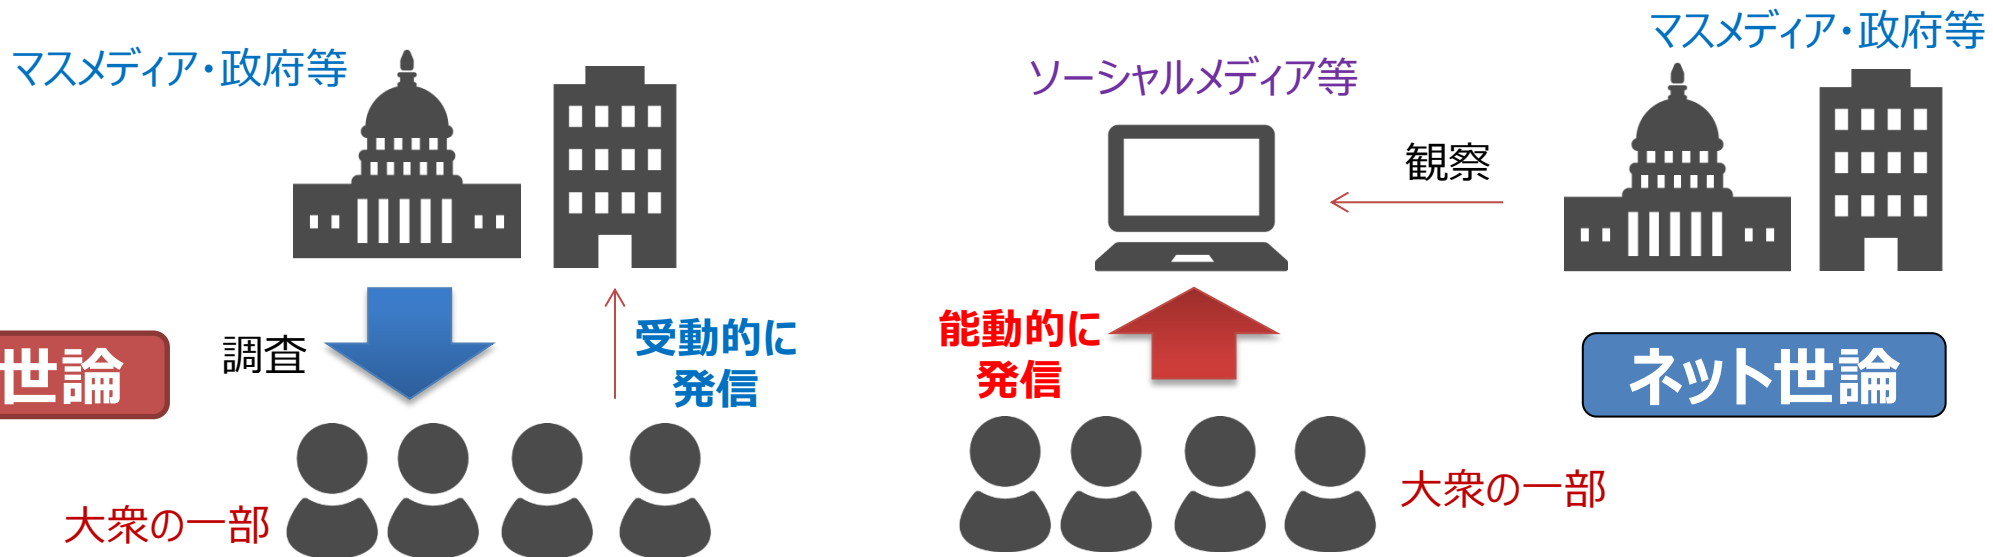 マスメディア・政府等
調査
受動的に
発信
世論
大衆の一部
ソーシャルメディア等
マスメディア・政府等
観察
能動的に
発信
ネット世論
大衆の一部